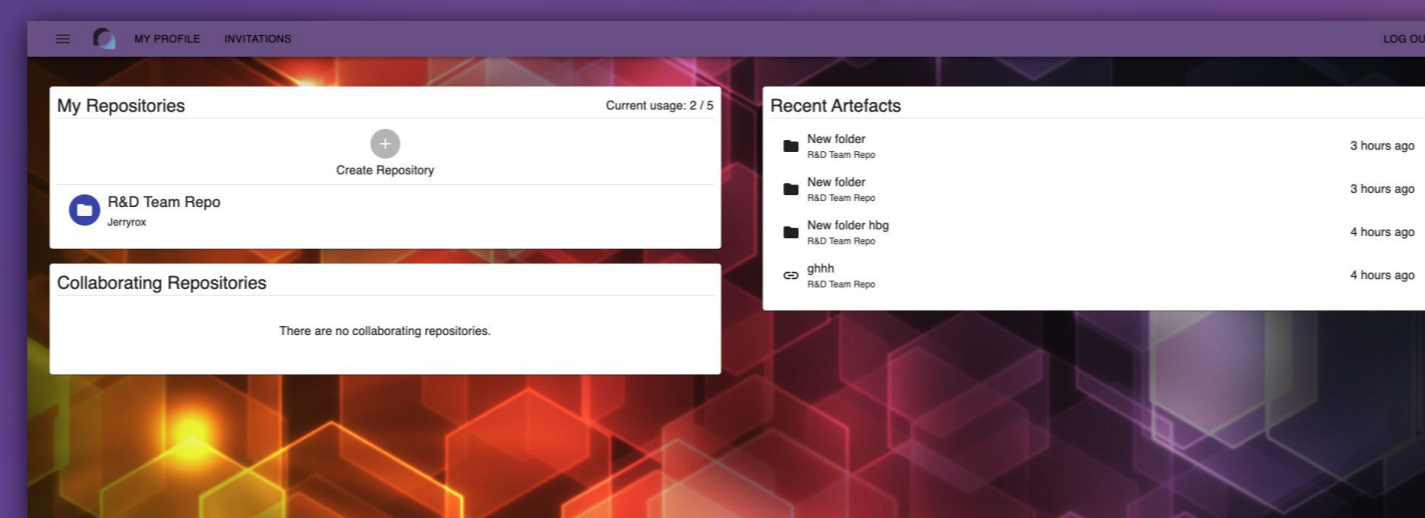 MY PROFILE INVITATIONS LOG OU
My Repositories Current usage: 2 / 5
Create Repository
R&D Team Repo
Jerryrox
Collaborating Repositories
There are no collaborating repositories.
Recent Artefacts
New folder 3 hours ago
R&D Team Repo
New folder 3 hours ago
R&D Team Repo
New folder hbg 4 hours ago
R&D Team Repo
ghhh 4 hours ago
R&D Team Repo